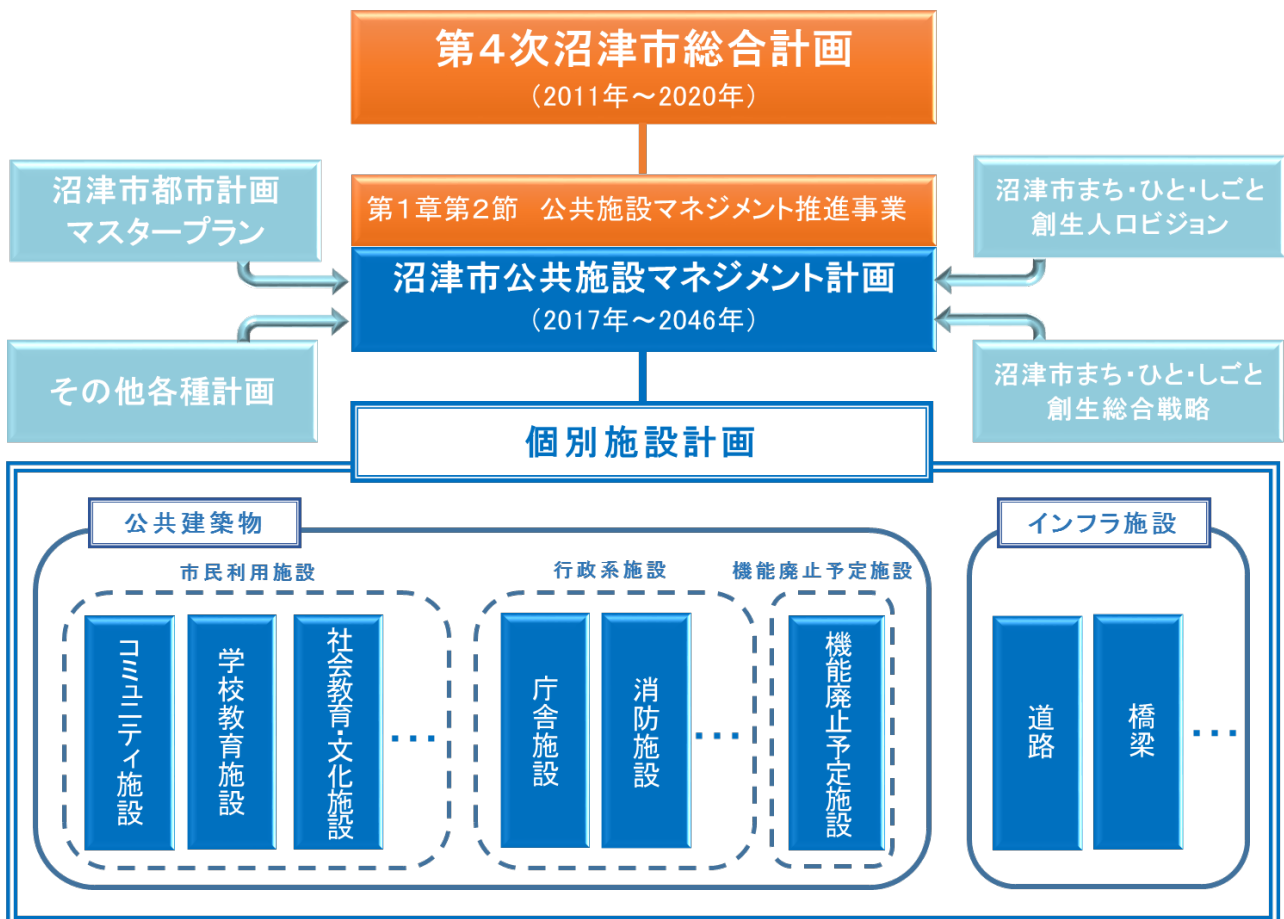 第4次沼津市総合計画
（2011年～2020年）
沼津市都市計画
マスタープラン
第1章第2節　公共施設マネジメント推進事業
沼津市まち・ひと・しごと
創生人ロビジョン
沼津市公共施設マネジメント計画
（2017年～2046年）
その他各種計画
沼津市まち・ひと・しごと
創生総合戦略
個別施設計画
公共建築物
市民利用施設
コミュニティ施設
学校教育施設
社会教育・文化施設
・・・
行政系施設
庁舎施設
消防施設
・・・
機能廃止予定施設
機能廃止予定施設
インフラ施設
道路
橋梁
・・・